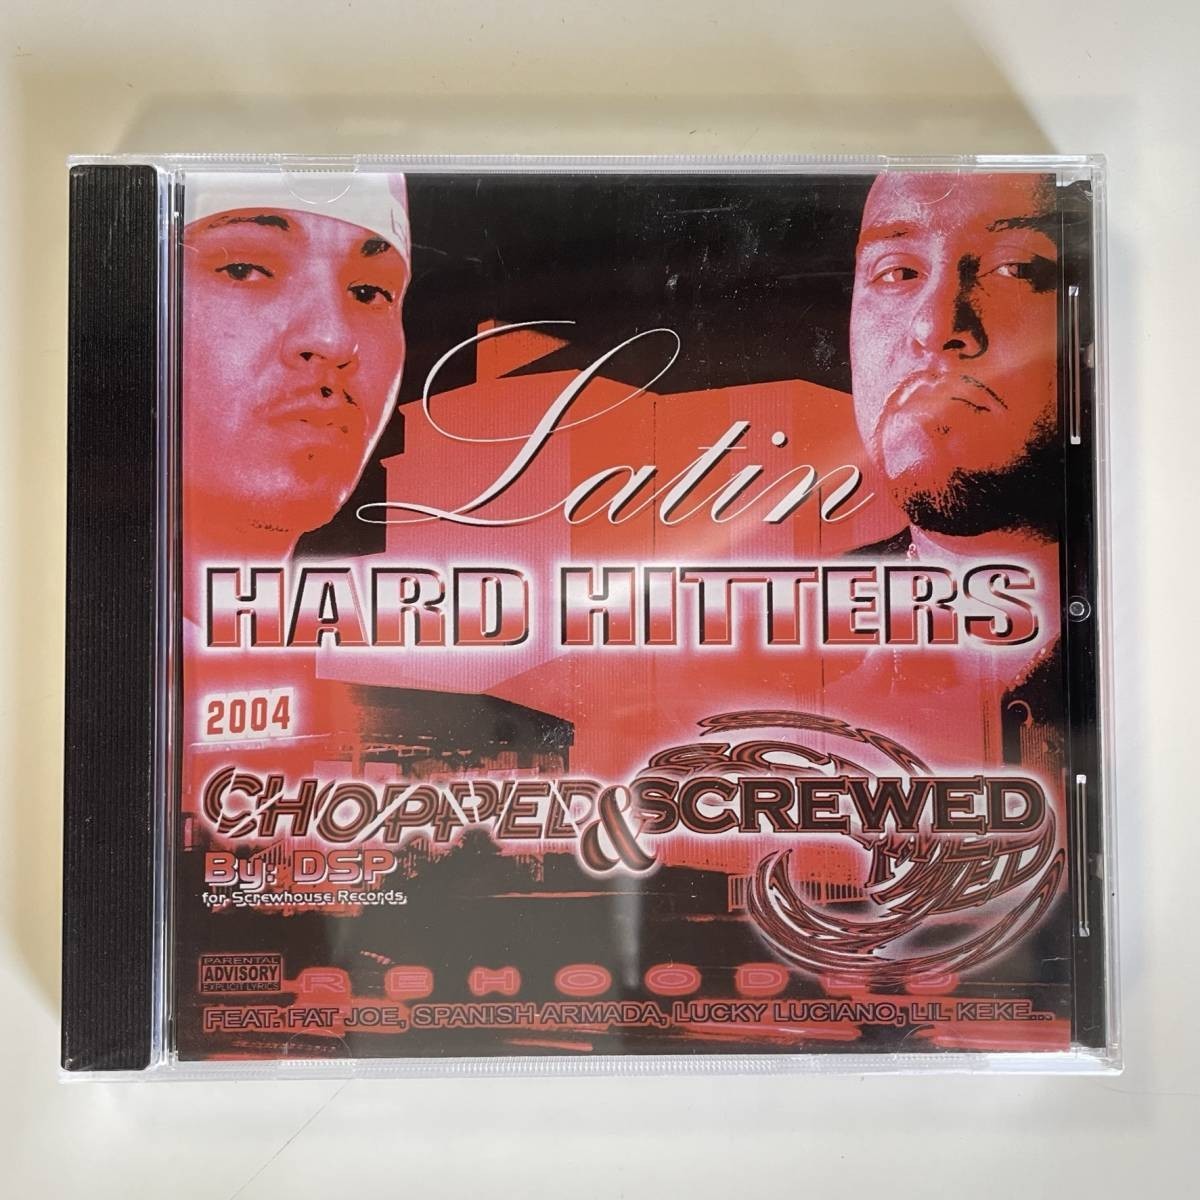 Latin
HARD HITTERS
2004
CHOPPED & SCREWED
By: DSP
for Screwhouse Records
PARENTAL
ADVISORY
EXPLICIT LYRICS
REHOODED
FEAT. FAT JOE, SPANISH ARMADA, LUCKY LUCIANO, LIL KEKE...